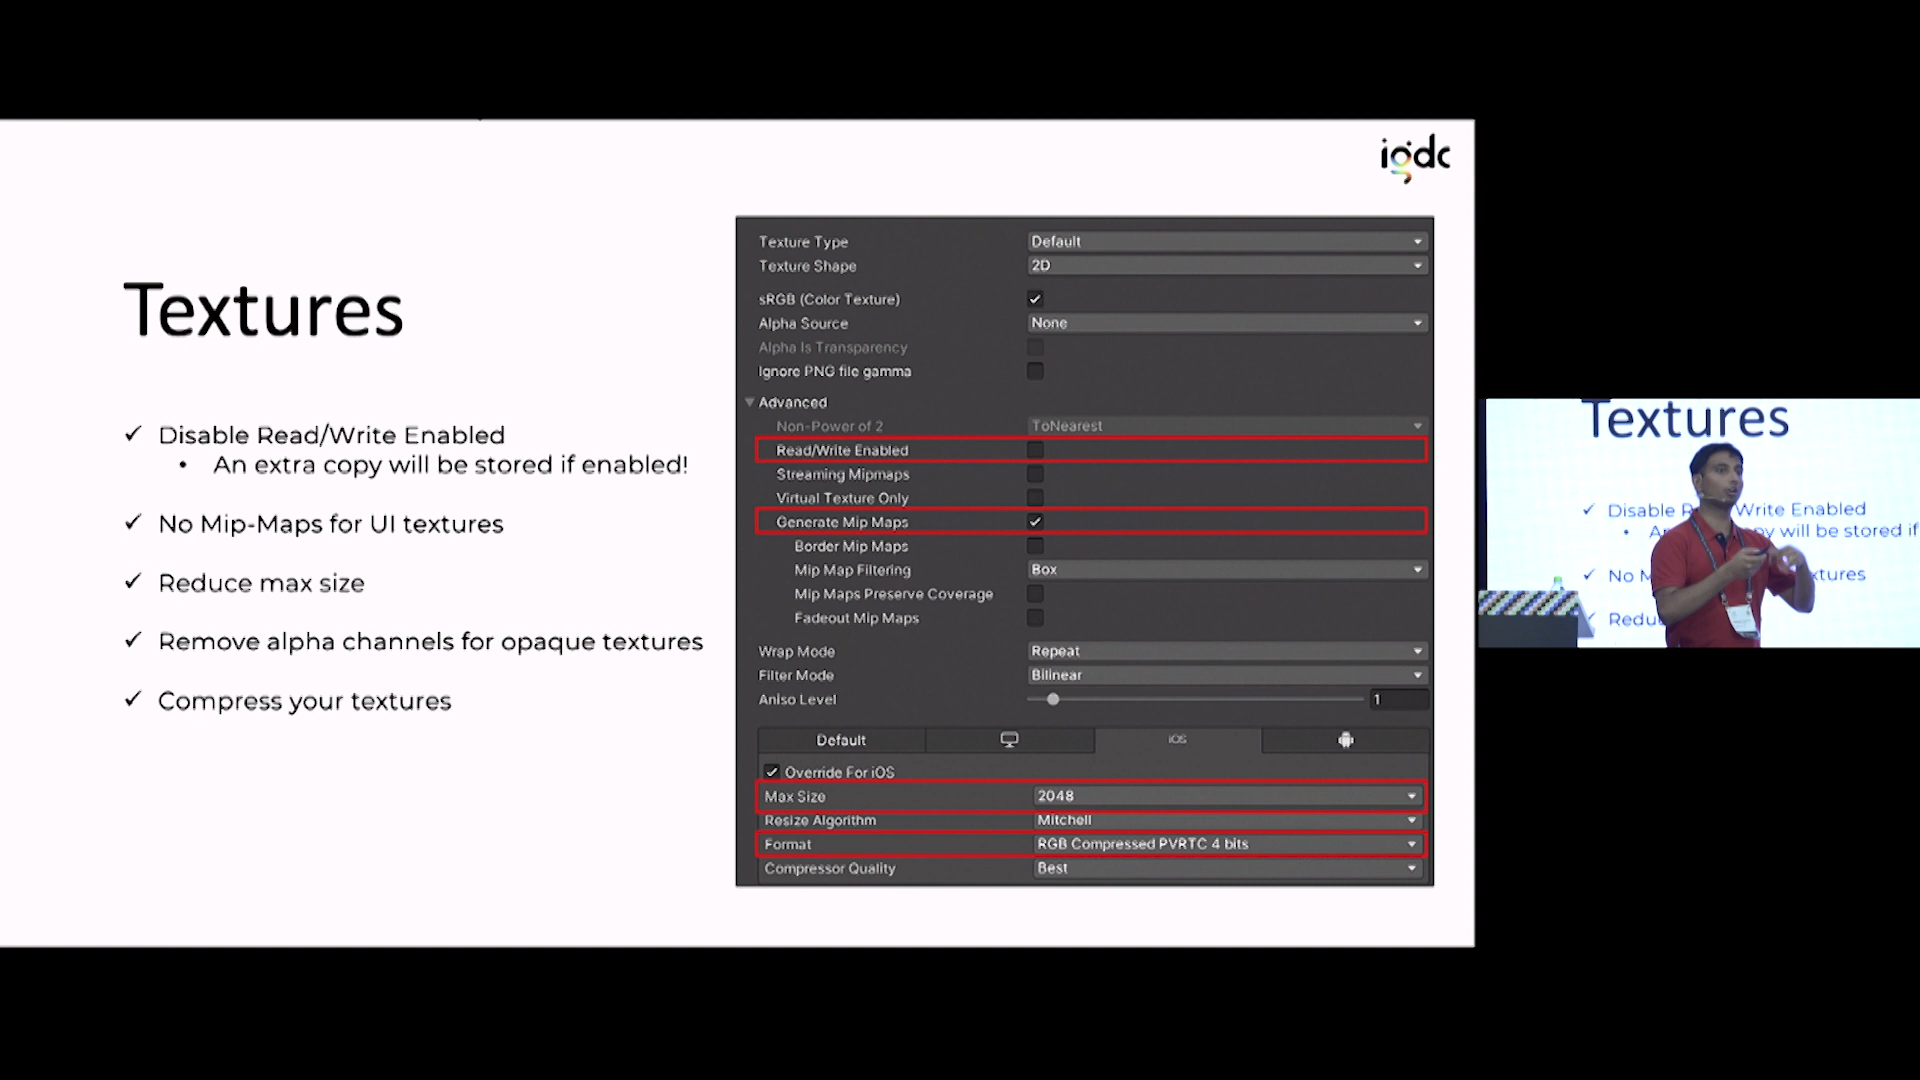 igdc
Textures
✓ Disable Read/Write Enabled
• An extra copy will be stored if enabled!
✓ No Mip-Maps for UI textures
✓ Reduce max size
✓ Remove alpha channels for opaque textures
✓ Compress your textures
Texture Type Default
Texture Shape 2D
sRGB (Color Texture)
Alpha Source None
Alpha Is Transparency
Ignore PNG file gamma
Advanced
Non-Power of 2 ToNearest
Read/Write Enabled
Streaming Mipmaps
Virtual Texture Only
Generate Mip Maps
Border Mip Maps
Mip Map Filtering Box
Mip Maps Preserve Coverage
Fadeout Mip Maps
Wrap Mode Repeat
Filter Mode Bilinear
Aniso Level 1
Default iOS
Override For iOS
Max Size 2048
Resize Algorithm Mitchell
Format RGB Compressed PVRTC 4 bits
Compressor Quality Best
Textures
✓ Disable Write Enabled
• copy will be stored if
✓ No
✓